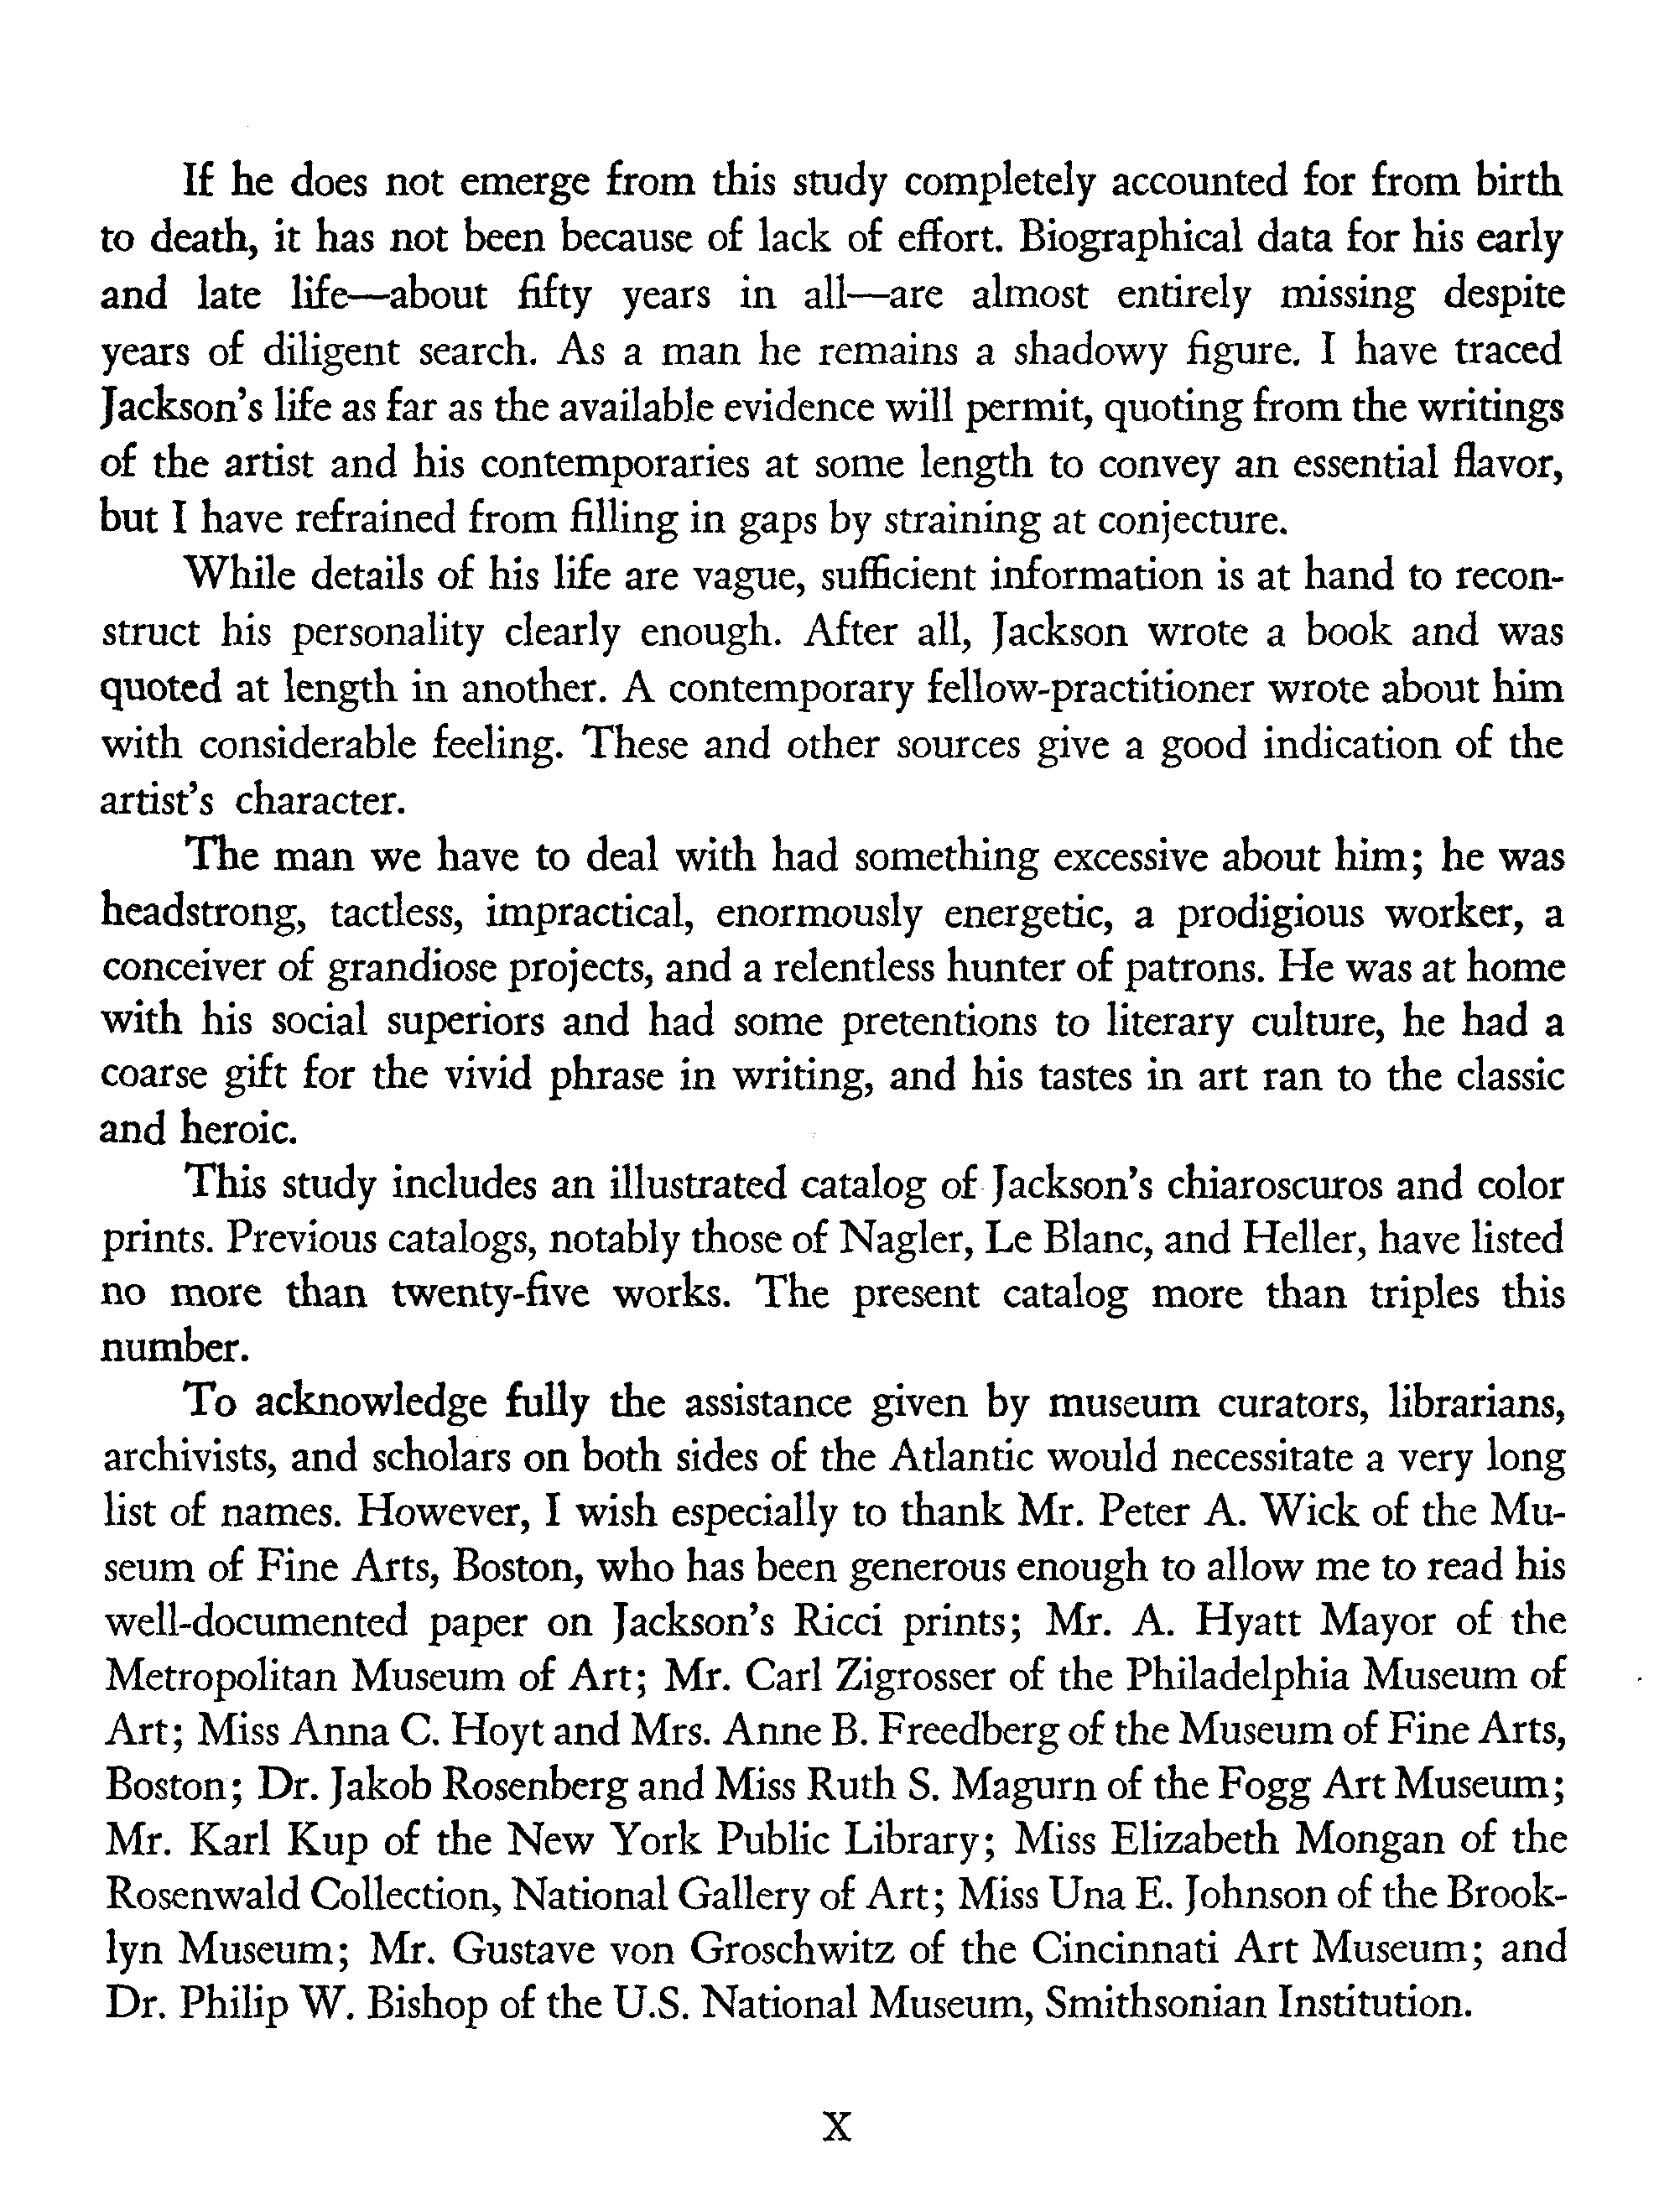 If he does not emerge from this study completely accounted for from birth
to death, it has not been because of lack of effort. Biographical data for his early
and late life—about fifty years in all—are almost entirely missing despite
years of diligent search. As a man he remains a shadowy figure. I have traced
Jackson's life as far as the available evidence will permit, quoting from the writings
of the artist and his contemporaries at some length to convey an essential flavor,
but I have refrained from filling in gaps by straining at conjecture.
While details of his life are vague, sufficient information is at hand to recon-
struct his personality clearly enough. After all, Jackson wrote a book and was
quoted at length in another. A contemporary fellow-practitioner wrote about him
with considerable feeling. These and other sources give a good indication of the
artist's character.
The man we have to deal with had something excessive about him; he was
headstrong, tactless, impractical, enormously energetic, a prodigious worker, a
conceiver of grandiose projects, and a relentless hunter of patrons. He was at home
with his social superiors and had some pretentions to literary culture, he had a
coarse gift for the vivid phrase in writing, and his tastes in art ran to the classic
and heroic.
This study includes an illustrated catalog of Jackson's chiaroscuros and color
prints. Previous catalogs, notably those of Nagler, Le Blanc, and Heller, have listed
no more than twenty-five works. The present catalog more than triples this
number.
To acknowledge fully the assistance given by museum curators, librarians,
archivists, and scholars on both sides of the Atlantic would necessitate a very long
list of names. However, I wish especially to thank Mr. Peter A. Wick of the Mu-
seum of Fine Arts, Boston, who has been generous enough to allow me to read his
well-documented paper on Jackson's Ricci prints; Mr. A. Hyatt Mayor of the
Metropolitan Museum of Art; Mr. Carl Zigrosser of the Philadelphia Museum of
Art; Miss Anna C. Hoyt and Mrs. Anne B. Freedberg of the Museum of Fine Arts,
Boston; Dr. Jakob Rosenberg and Miss Ruth S. Magurn of the Fogg Art Museum;
Mr. Karl Kup of the New York Public Library; Miss Elizabeth Mongan of the
Rosenwald Collection, National Gallery of Art; Miss Una E. Johnson of the Brook-
lyn Museum; Mr. Gustave von Groschwitz of the Cincinnati Art Museum; and
Dr. Philip W. Bishop of the U.S. National Museum, Smithsonian Institution.
X